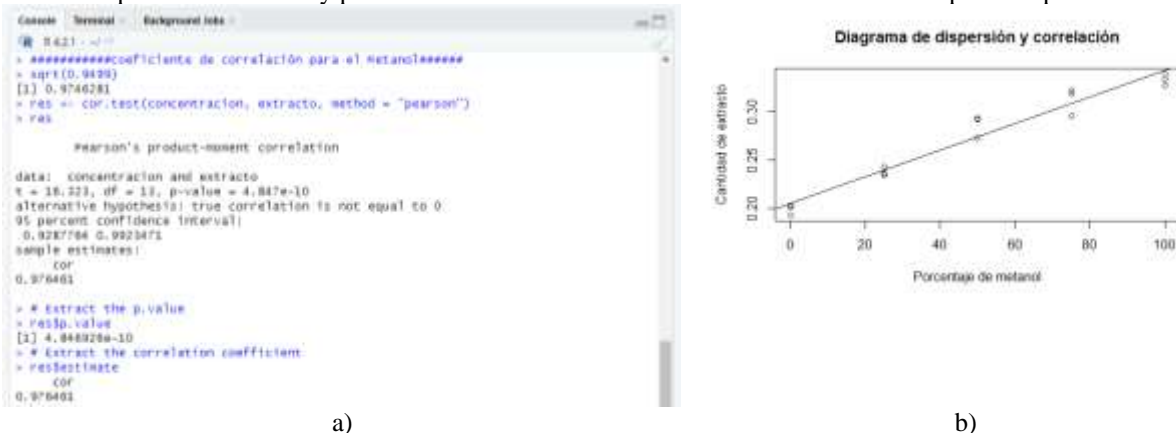 Console Terminal Background Jobs
R 4.2.1 · ~/
> ###########coeficiente de correlación para el Metanol######
> sqrt(0.9499)
[1] 0.9746281
> res <- cor.test(concentracion, extracto, method = "pearson")
> res
Pearson's product-moment correlation
data: concentracion and extracto
t = 16.323, df = 13, p-value = 4.847e-10
alternative hypothesis: true correlation is not equal to 0
95 percent confidence interval:
0.9287764 0.9923471
sample estimates:
cor
0.976461
> # Extract the p.value
> res$p.value
[1] 4.846926e-10
> # Extract the correlation coefficient
> res$estimate
cor
0.976461
a)
Diagrama de dispersión y correlación
Cantidad de extracto
0.30
0.25
0.20
0 20 40 60 80 100
Porcentaje de metanol
b)